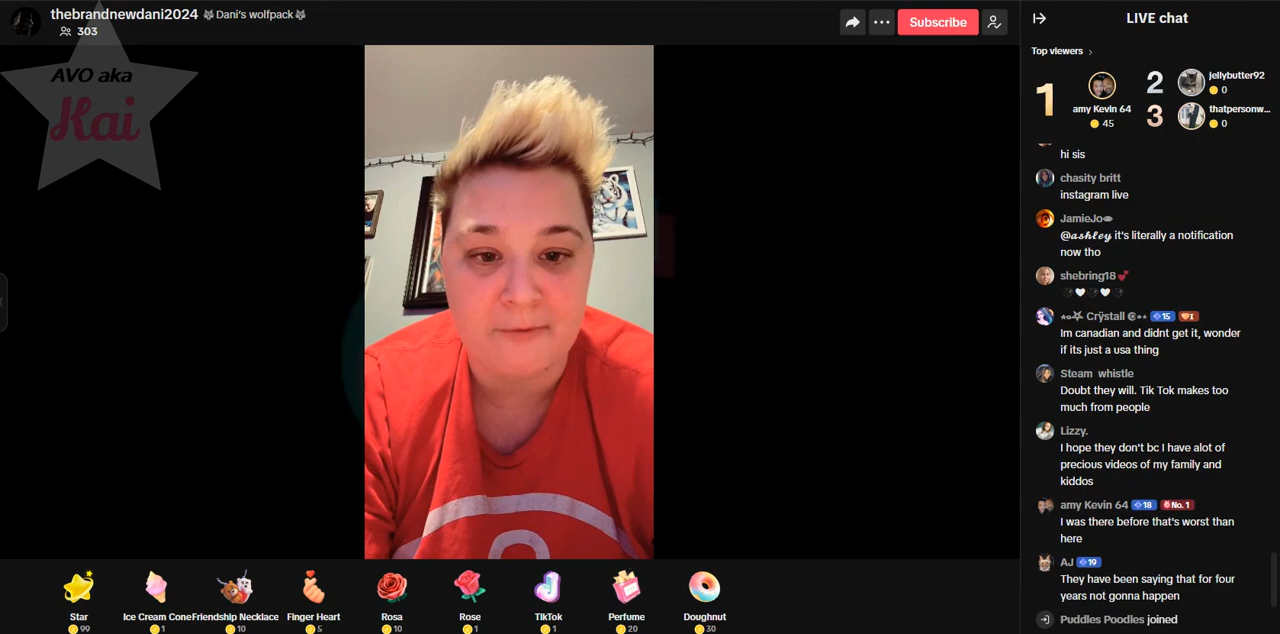 thebrandnewdani2024 🐺Dani's wolfpack🐺
303
Subscribe
AVO aka
Kai
LIVE chat
Top viewers
1
amy Kevin 64
45
2
jellybutter92
0
3
thatpersonw...
0
hi sis
chasity britt
instagram live
JamieJo
@𝓪𝓼𝓱𝓵𝓮𝔂 it's literally a notification
now tho
shebring18💕
🖤🤍🖤🤍🖤
Crÿstall 15 I
Im canadian and didnt get it, wonder
if its just a usa thing
Steam whistle
Doubt they will. Tik Tok makes too
much from people
Lizzy.
I hope they don't bc I have alot of
precious videos of my family and
kiddos
amy Kevin 64 18 No. 1
I was there before that's worst than
here
AJ 19
They have been saying that for four
years not gonna happen
Puddles Poodles joined
Star
99
Ice Cream Cone
1
Friendship Necklace
10
Finger Heart
5
Rosa
10
Rose
1
TikTok
1
Perfume
20
Doughnut
30